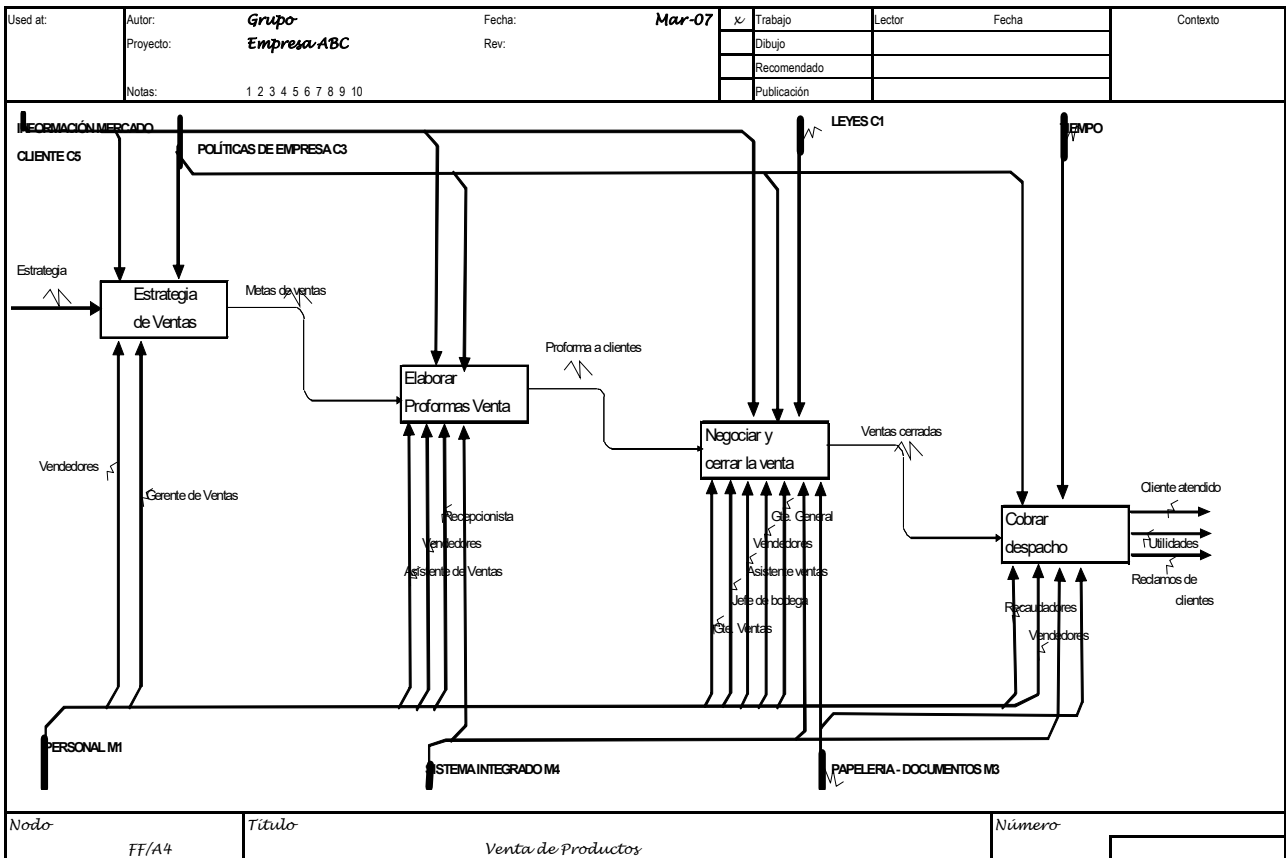 Used at:
Autor: Grupo
Fecha: Mar-07
x Trabajo
Lector Fecha
Contexto
Proyecto: Empresa ABC
Rev:
Dibujo
Recomendado
Notas: 1 2 3 4 5 6 7 8 9 10
Publicación
INFORMACIÓN MERCADO
CLIENTE C5
POLÍTICAS DE EMPRESA C3
LEYES C1
TIEMPO
Estrategia
Estrategia
de Ventas
Metas de ventas
Elaborar
Proformas Venta
Proforma a clientes
Negociar y
cerrar la venta
Ventas cerradas
Cobrar
despacho
Cliente atendido
Utilidades
Reclamos de
clientes
Vendedores
Gerente de Ventas
Recepcionista
Vendedores
Asistente de Ventas
Gte. General
Vendedores
Asistente ventas
Jefe de bodega
Gte. Ventas
Recaudadores
Vendedores
PERSONAL M1
SISTEMA INTEGRADO M4
PAPELERIA - DOCUMENTOS M3
Nodo
FF/A4
Título
Venta de Productos
Número